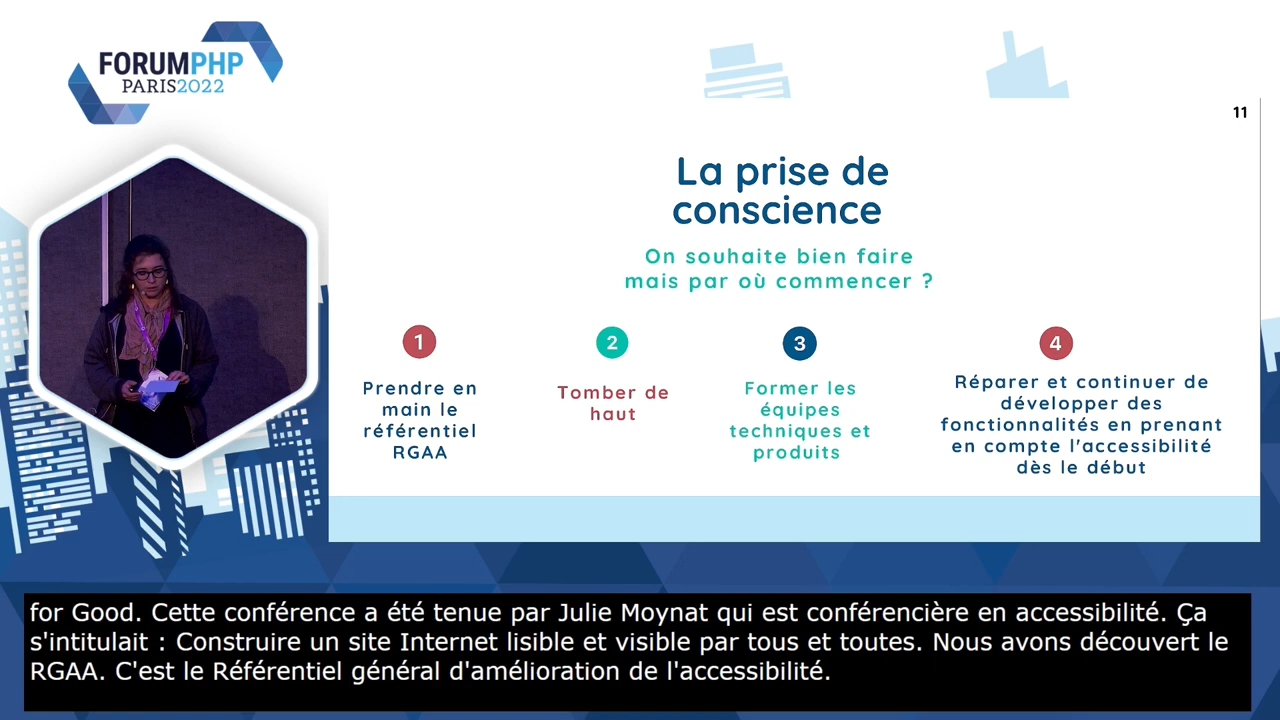 FORUMPHP
PARIS2022
11
La prise de
conscience
On souhaite bien faire
mais par où commencer ?
1
Prendre en
main le
référentiel
RGAA
2
Tomber de
haut
3
Former les
équipes
techniques et
produits
4
Réparer et continuer de
développer des
fonctionnalités en prenant
en compte l'accessibilité
dès le début
for Good. Cette conférence a été tenue par Julie Moynat qui est conférencière en accessibilité. Ça
s'intitulait : Construire un site Internet lisible et visible par tous et toutes. Nous avons découvert le
RGAA. C'est le Référentiel général d'amélioration de l'accessibilité.